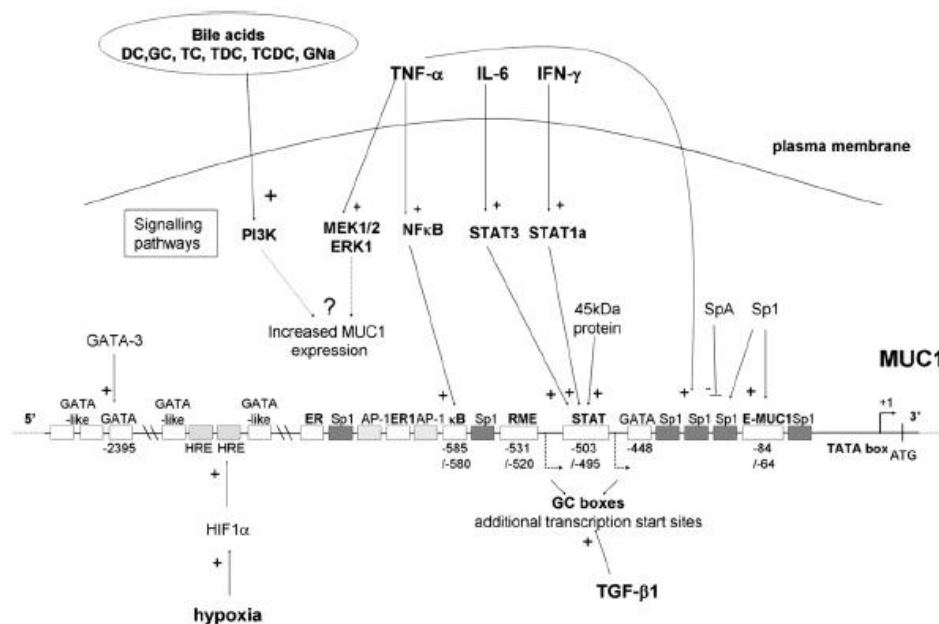 Bile acids
DC,GC, TC, TDC, TCDC, GNa
TNF-α IL-6 IFN-γ
plasma membrane
+
Signalling
pathways
PI3K
+
MEK1/2
ERK1
+
NFκB
+
STAT3
+
STAT1a
?
Increased MUC1
expression
45kDa
protein
SpA Sp1
GATA-3
MUC1
+ + + + + + - + +
GATA
-like
GATA
GATA
-like
GATA
-like
5' ER Sp1 AP-1 ER1 AP-1 κB Sp1 RME STAT GATA Sp1 Sp1 Sp1 E-MUC1 Sp1 +1 3'
-2395 HRE HRE
-585
/-580
-531
/-520
-503
/-495
-448
-84
/-64
TATA box ATG
+
GC boxes
additional transcription start sites
HIF1α
+
+
TGF-β1
hypoxia